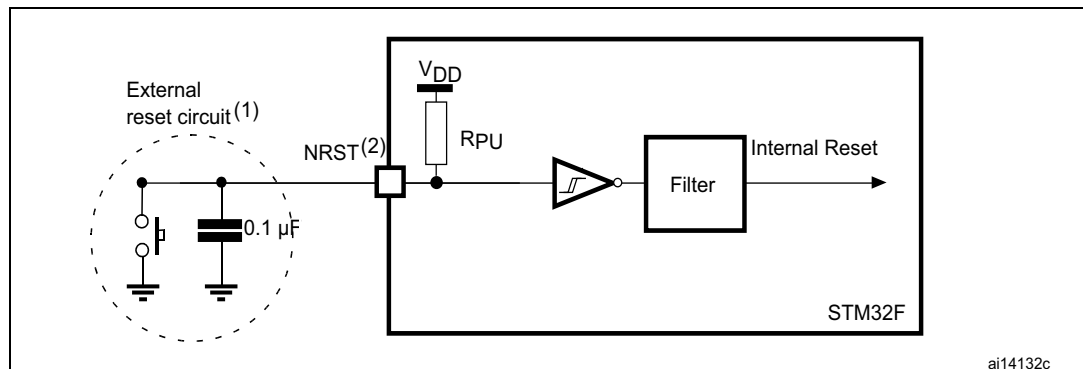 External
reset circuit(1)
NRST(2)
VDD
RPU
0.1 μF
Filter
Internal Reset
STM32F
ai14132c